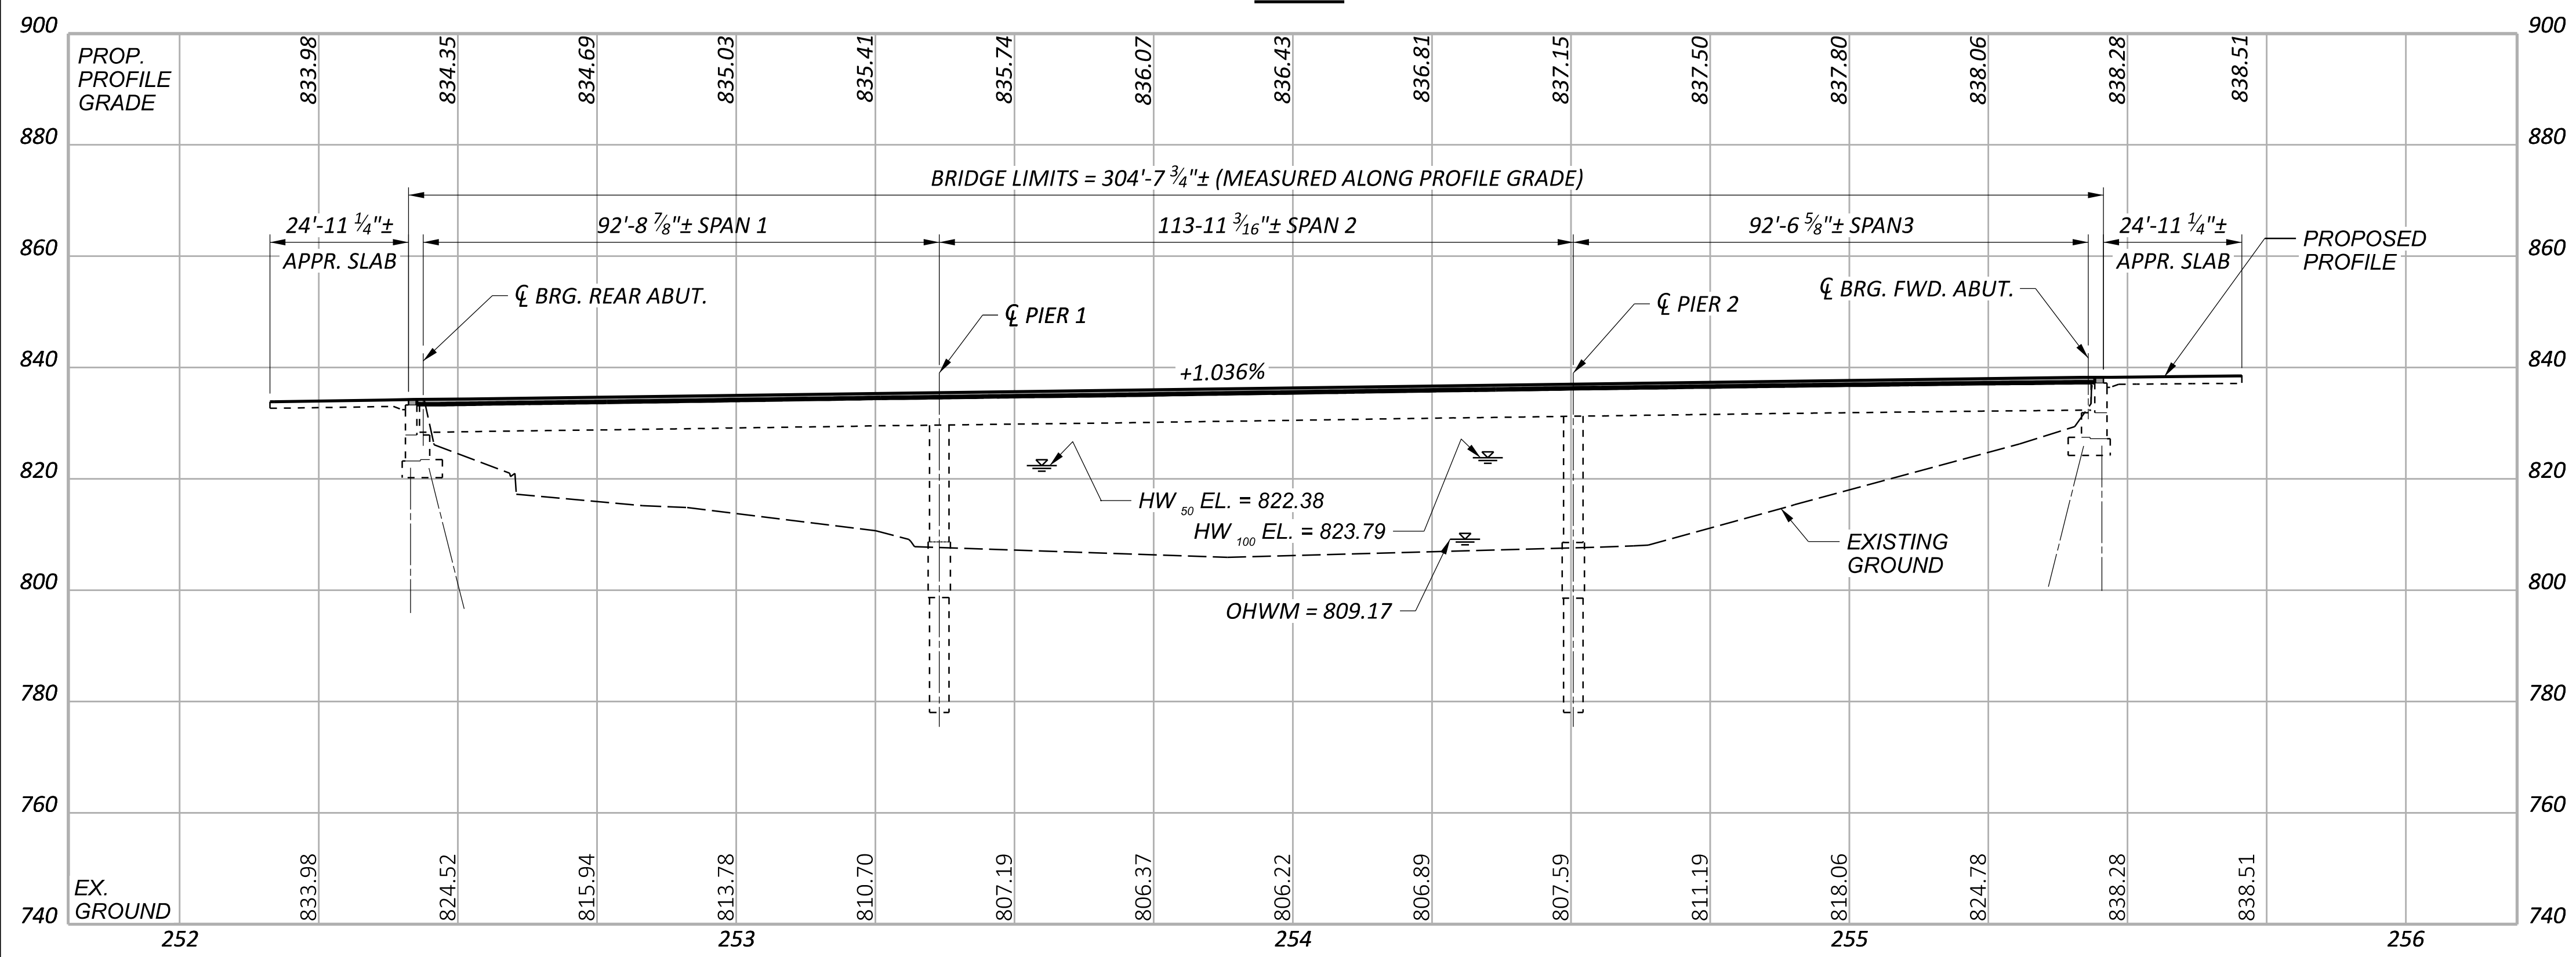 900 900
PROP.
PROFILE
GRADE
833.98 834.35 834.69 835.03 835.41 835.74 836.07 836.43 836.81 837.15 837.50 837.80 838.06 838.28 838.51
880 880
BRIDGE LIMITS = 304'-7 3/4"± (MEASURED ALONG PROFILE GRADE)
24'-11 1/4"± 92'-8 7/8"± SPAN 1 113-11 3/16"± SPAN 2 92'-6 5/8"± SPAN3 24'-11 1/4"±
860 860
APPR. SLAB APPR. SLAB
PROPOSED
PROFILE
℄ BRG. REAR ABUT. ℄ PIER 1 ℄ PIER 2 ℄ BRG. FWD. ABUT.
840 840
+1.036%
820 820
HW 50 EL. = 822.38
HW 100 EL. = 823.79
EXISTING
GROUND
800 800
OHWM = 809.17
780 780
760 760
EX.
GROUND
833.98 824.52 815.94 813.78 810.70 807.19 806.37 806.22 806.89 807.59 811.19 818.06 824.78 838.28 838.51
740 740
252 253 254 255 256